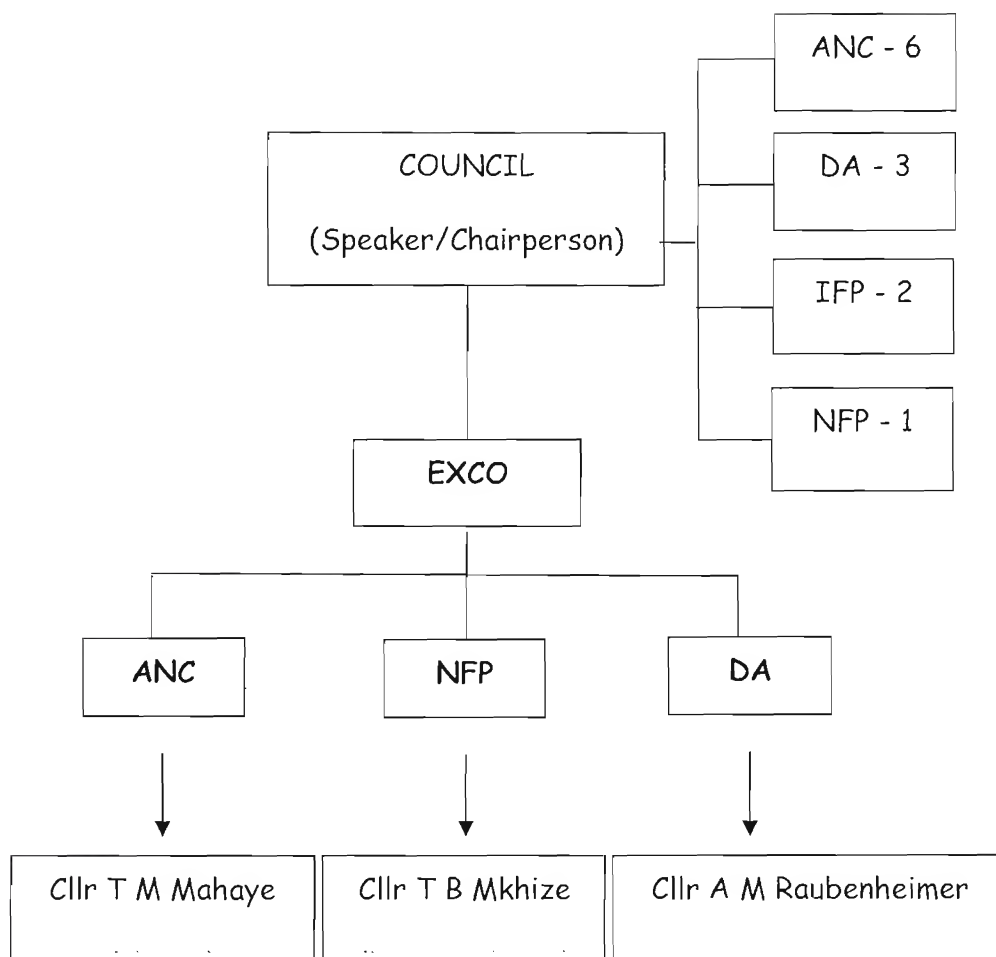 ANC - 6
COUNCIL
(Speaker/Chairperson)
DA - 3
IFP - 2
NFP - 1
EXCO
ANC
NFP
DA
Cllr T M Mahaye
Cllr T B Mkhize
Cllr A M Raubenheimer